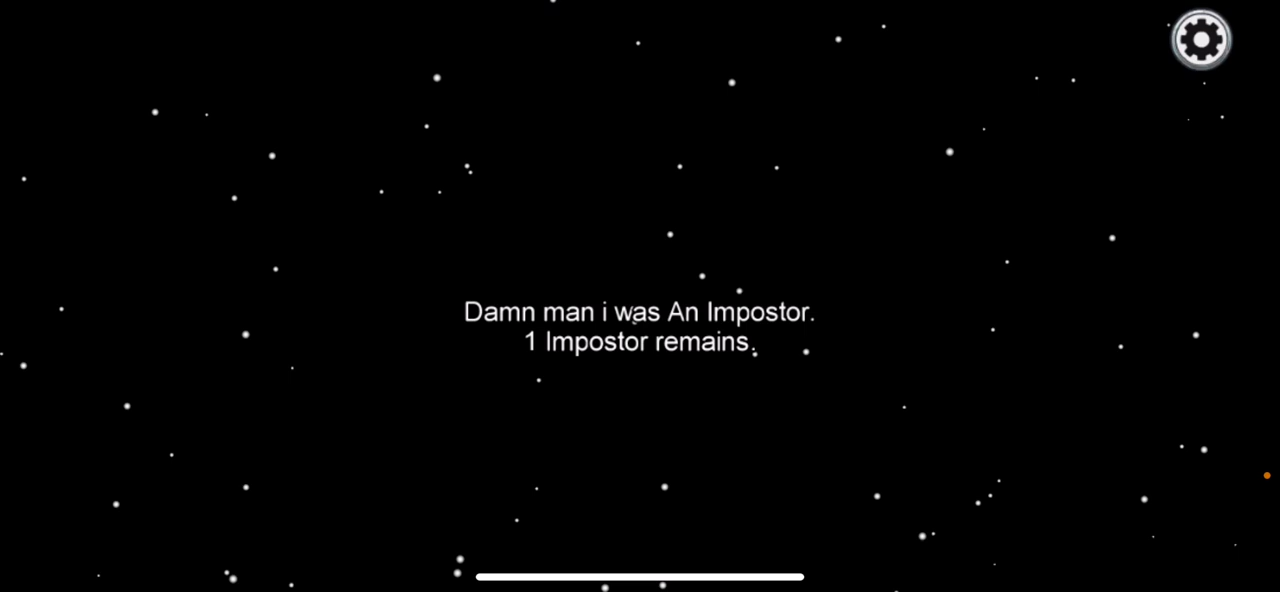 Damn man i was An Impostor.
1 Impostor remains.